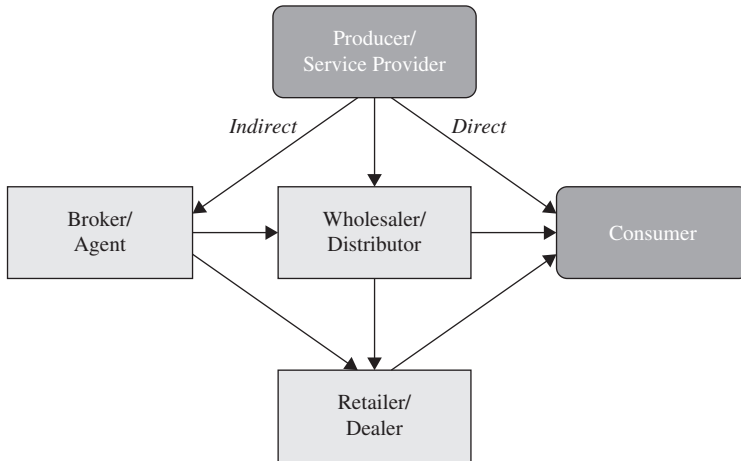 Producer/
Service Provider
Indirect
Direct
Broker/
Agent
Wholesaler/
Distributor
Consumer
Retailer/
Dealer